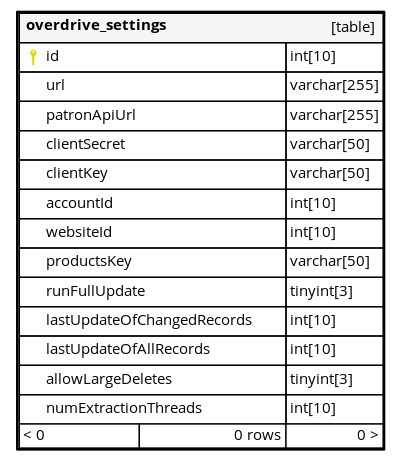 overdrive_settings [table]
id int[10]
url varchar[255]
patronApiUrl varchar[255]
clientSecret varchar[50]
clientKey varchar[50]
accountId int[10]
websiteId int[10]
productsKey varchar[50]
runFullUpdate tinyint[3]
lastUpdateOfChangedRecords int[10]
lastUpdateOfAllRecords int[10]
allowLargeDeletes tinyint[3]
numExtractionThreads int[10]
< 0 0 rows 0 >